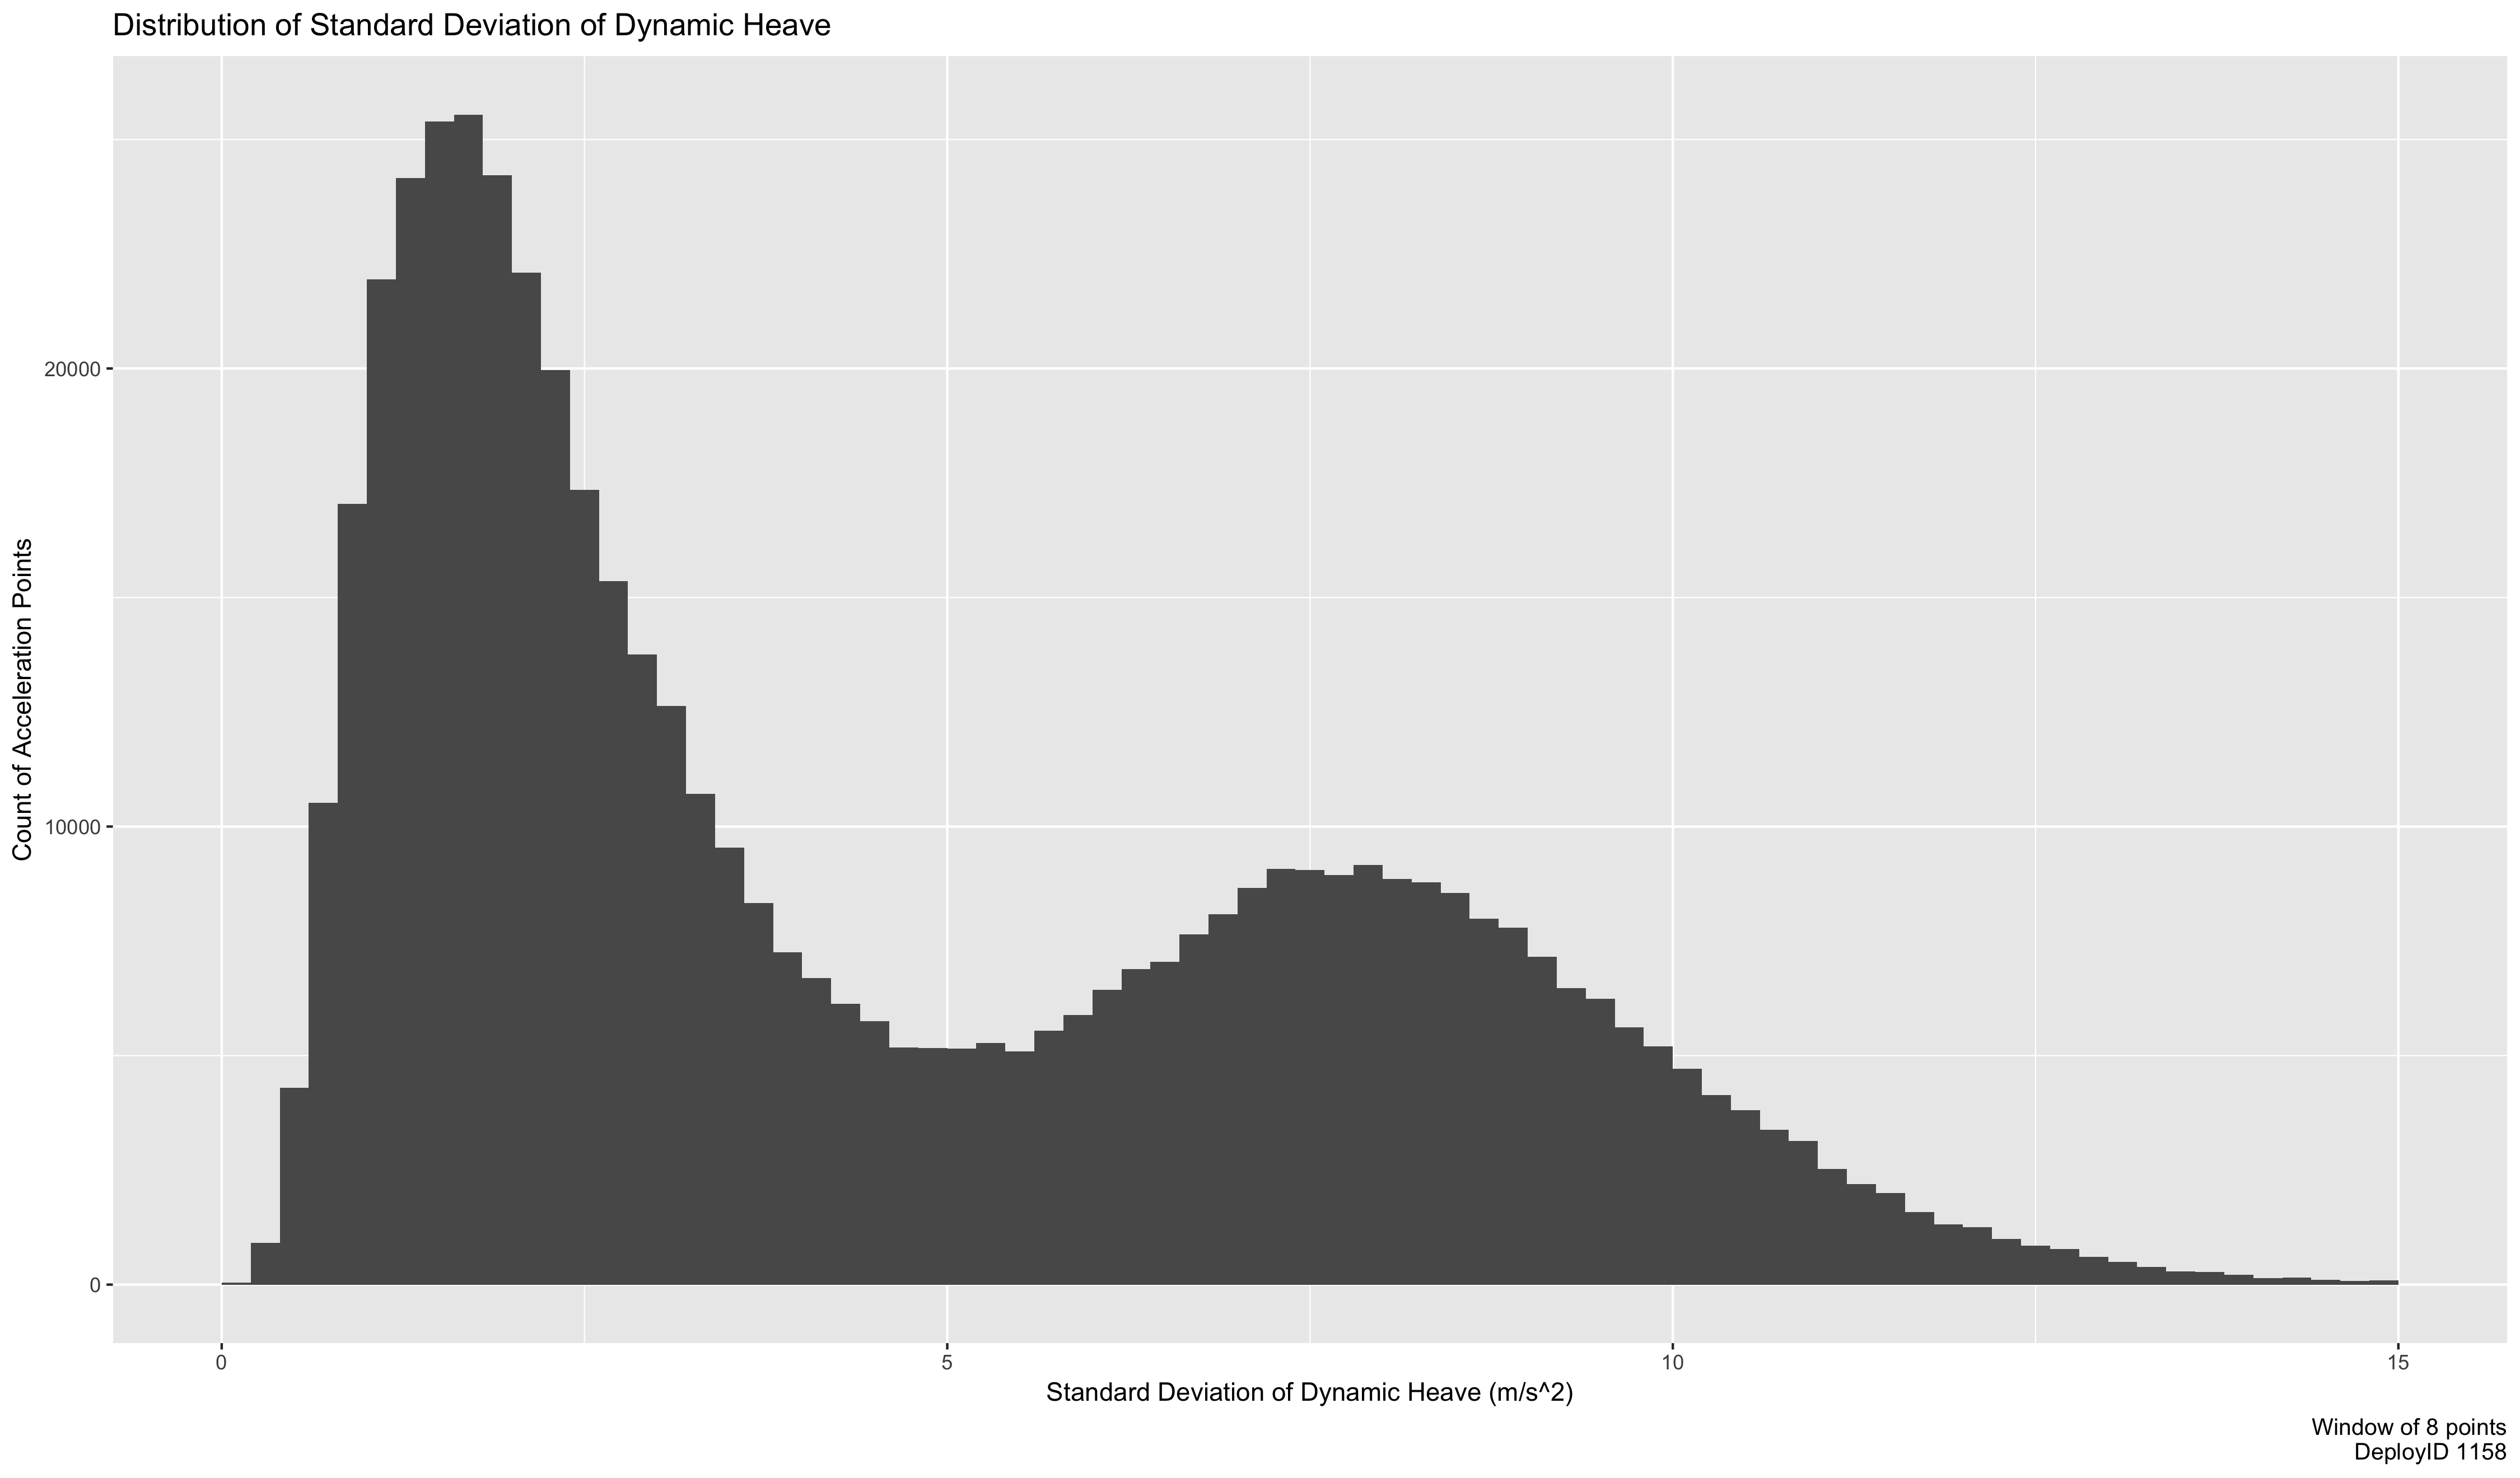 Distribution of Standard Deviation of Dynamic Heave
Count of Acceleration Points
20000
10000
0
0
5
10
15
Standard Deviation of Dynamic Heave (m/s^2)
Window of 8 points
DeployID 1158